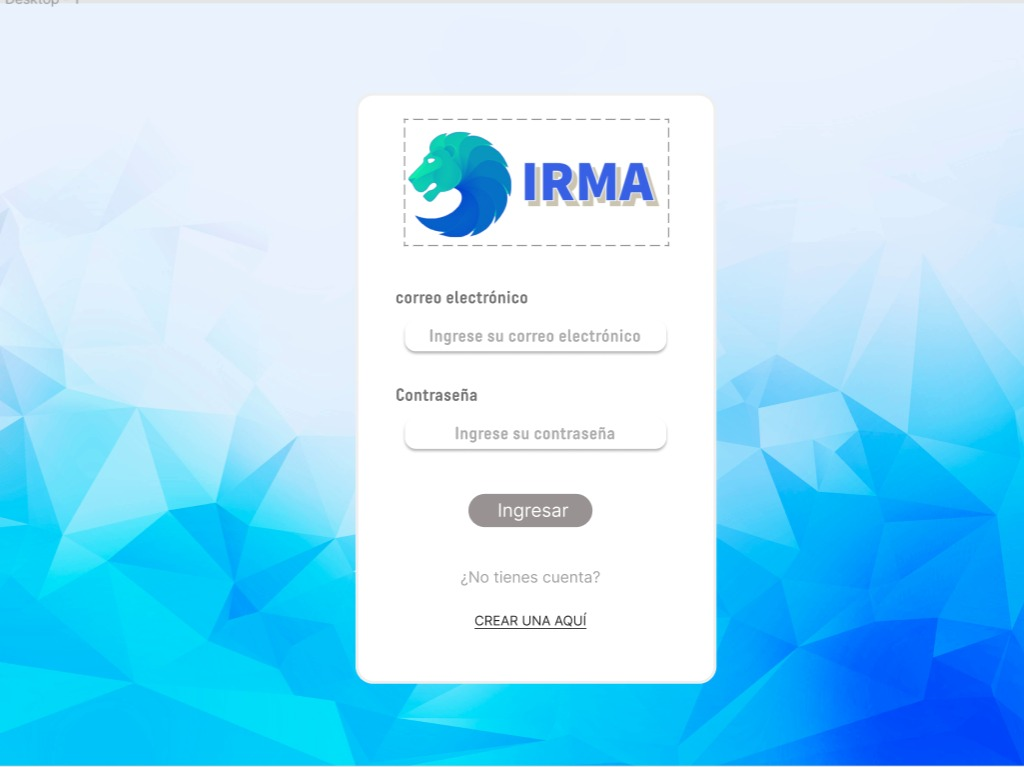 Desktop - 1
IRMA
correo electrónico
Ingrese su correo electrónico
Contraseña
Ingrese su contraseña
Ingresar
¿No tienes cuenta?
CREAR UNA AQUÍ